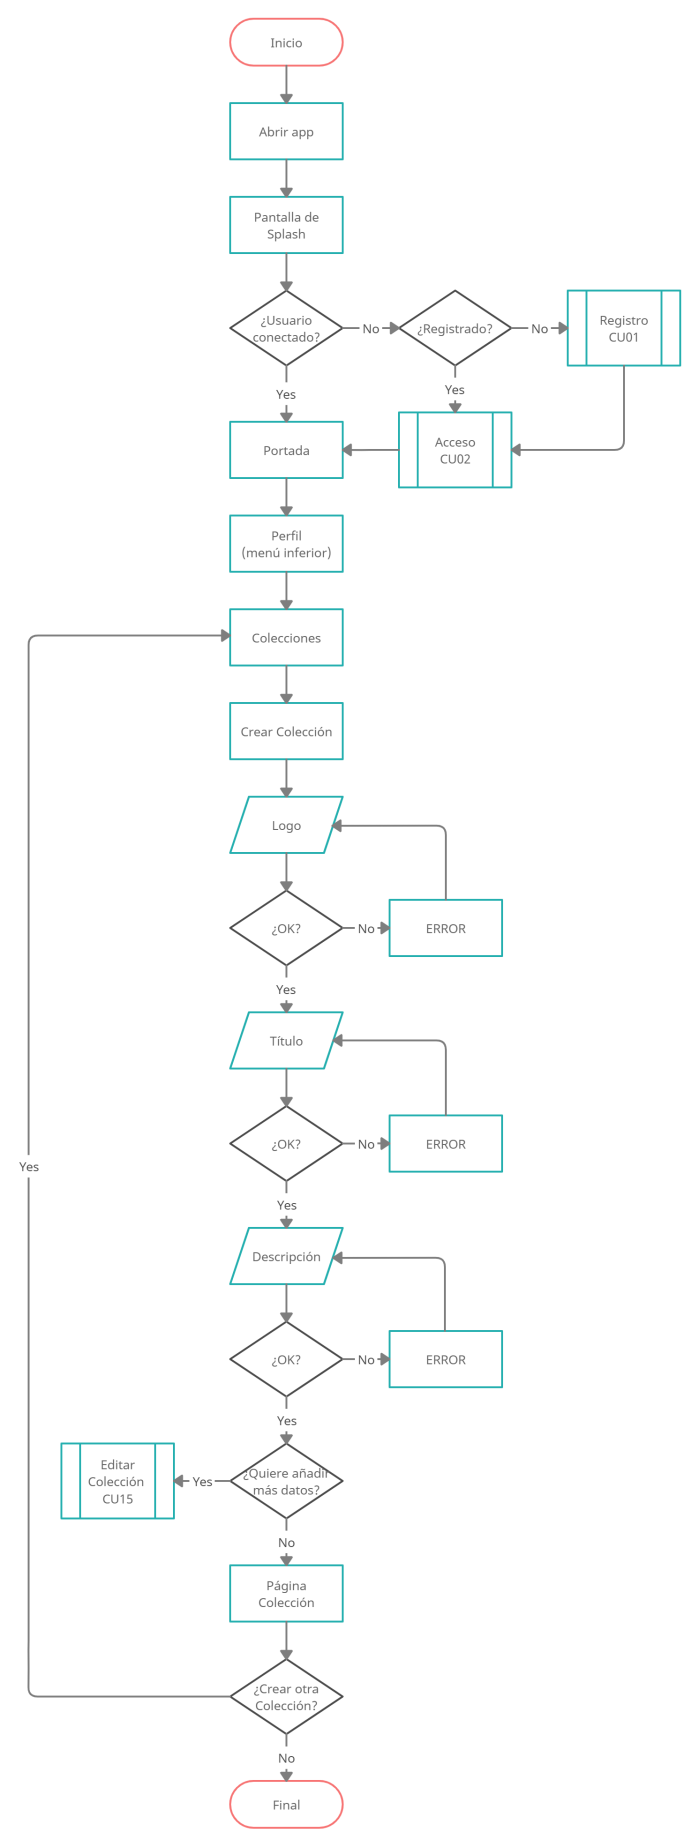 Inicio
Abrir app
Pantalla de
Splash
¿Usuario
conectado?
No
¿Registrado?
No
Registro
CU01
Yes
Yes
Portada
Acceso
CU02
Perfil
(menú inferior)
Colecciones
Crear Colección
Logo
¿OK?
No
ERROR
Yes
Título
¿OK?
No
ERROR
Yes
Yes
Descripción
¿OK?
No
ERROR
Yes
¿Quiere añadir
más datos?
Yes
Editar
Colección
CU15
No
Página
Colección
¿Crear otra
Colección?
No
Final